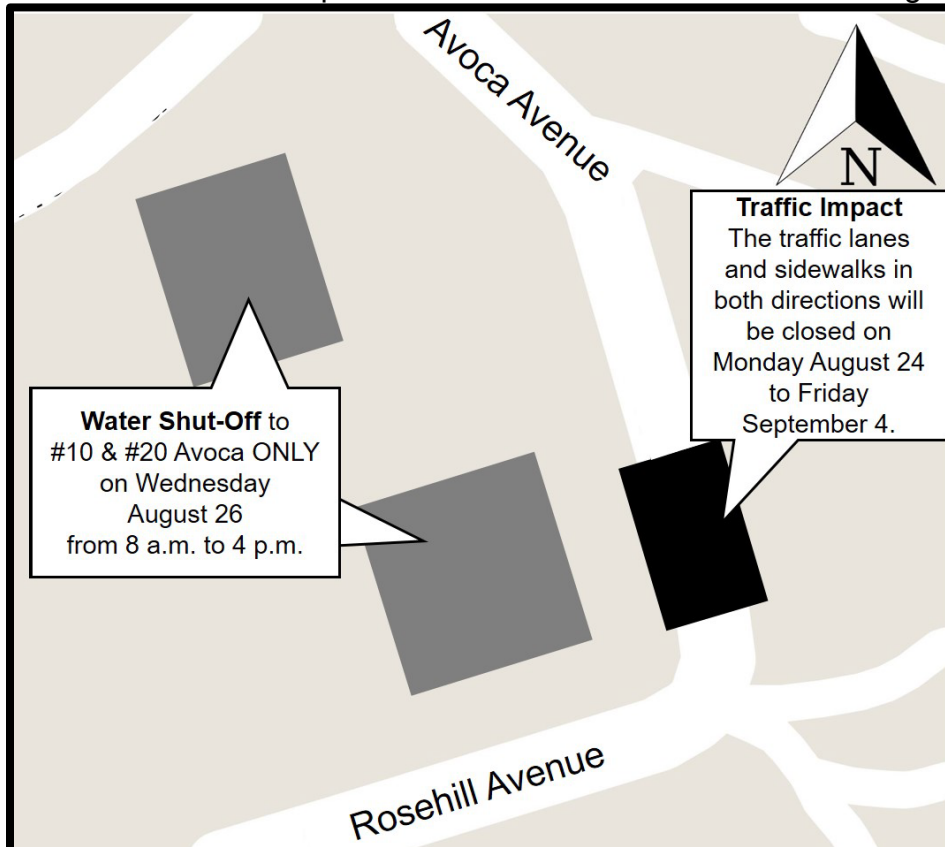 Avoca Avenue
N
Traffic Impact
The traffic lanes
and sidewalks in
both directions will
be closed on
Monday August 24
to Friday
September 4.
Water Shut-Off to
#10 & #20 Avoca ONLY
on Wednesday
August 26
from 8 a.m. to 4 p.m.
Rosehill Avenue